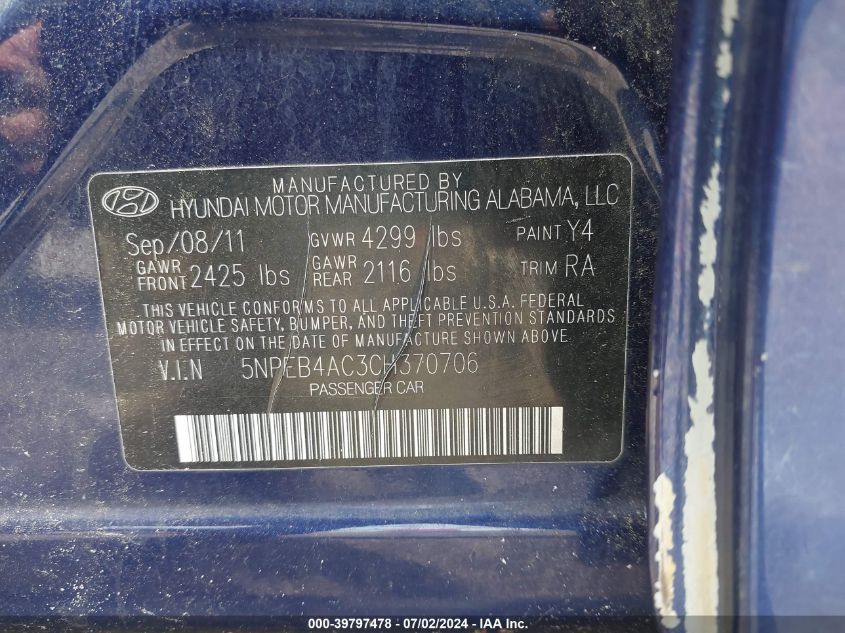 MANUFACTURED BY
HYUNDAI MOTOR MANUFACTURING ALABAMA, LLC
Sep/08/11 GVWR 4299 lbs PAINT Y4
GAWR FRONT 2425 lbs GAWR REAR 2116 lbs TRIM RA
THIS VEHICLE CONFORMS TO ALL APPLICABLE U.S.A. FEDERAL
MOTOR VEHICLE SAFETY, BUMPER, AND THEFT PREVENTION STANDARDS
IN EFFECT ON THE DATE OF MANUFACTURE SHOWN ABOVE.
V.I.N 5NPEB4AC3CH370706
PASSENGER CAR
000-39797478 - 07/02/2024 - IAA Inc.